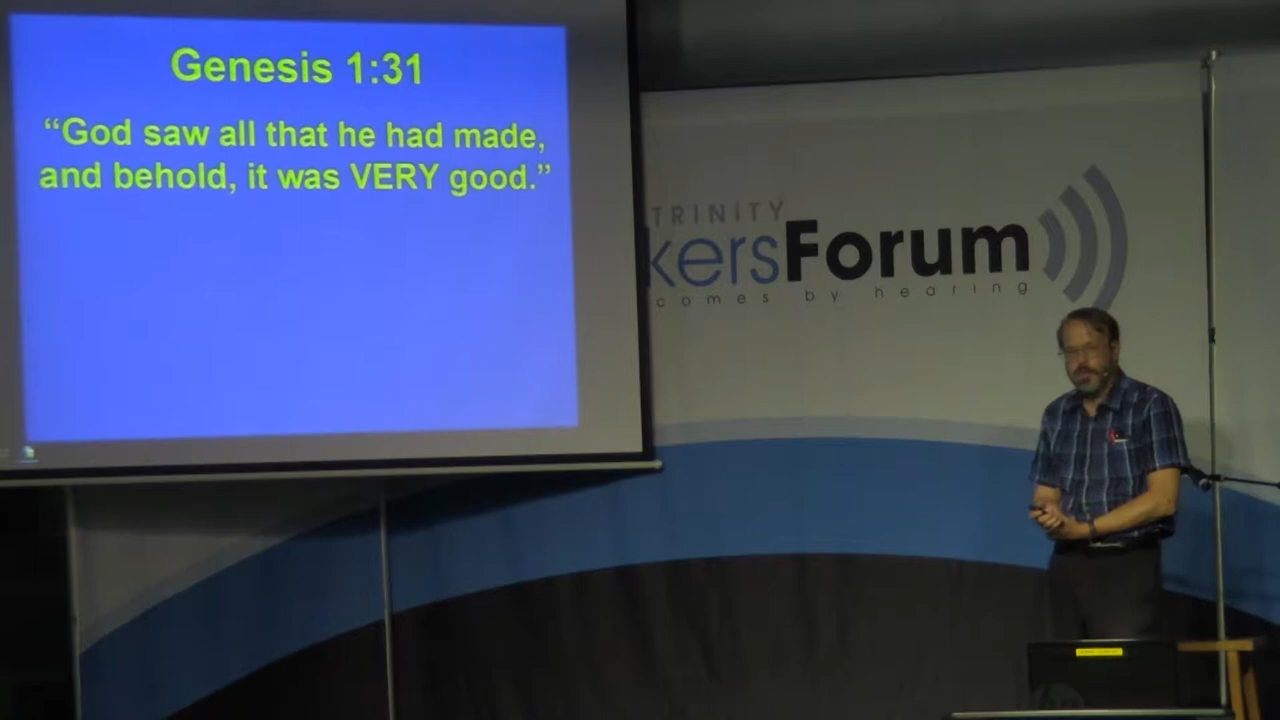 Genesis 1:31
“God saw all that he had made,
and behold, it was VERY good.”
TRINITY
kersForum
comes by hearing